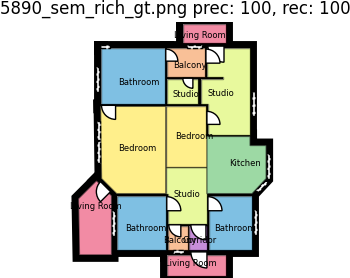 5890_sem_rich_gt.png prec: 100, rec: 100
Living Room
Balcony
Bathroom
Studio
Studio
Bedroom
Bedroom
Kitchen
Studio
Living Room
Bathroom
Balcony
Corridor
Bathroom
Living Room